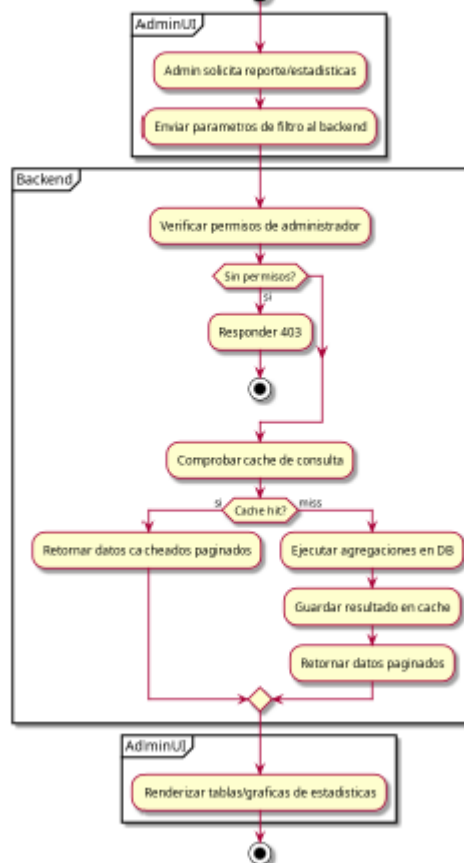 AdminUI
Admin solicita reporte/estadisticas
Enviar parametros de filtro al backend
Backend
Verificar permisos de administrador
Sin permisos?
si
Responder 403
Comprobar cache de consulta
si
Cache hit?
miss
Retornar datos cacheados paginados
Ejecutar agregaciones en DB
Guardar resultado en cache
Retornar datos paginados
AdminUI
Renderizar tablas/graficas de estadisticas